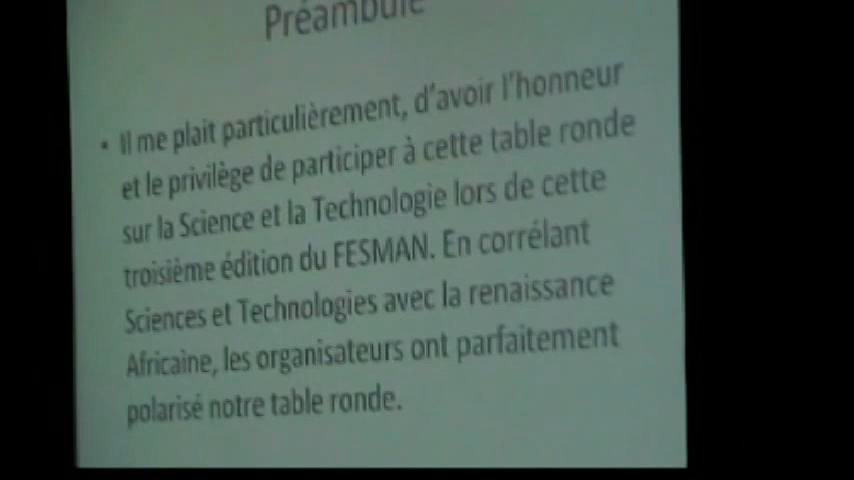 Préambule
• Il me plait particulièrement, d'avoir l'honneur
et le privilège de participer à cette table ronde
sur la Science et la Technologie lors de cette
troisième édition du FESMAN. En corrélant
Sciences et Technologies avec la renaissance
Africaine, les organisateurs ont parfaitement
polarisé notre table ronde.